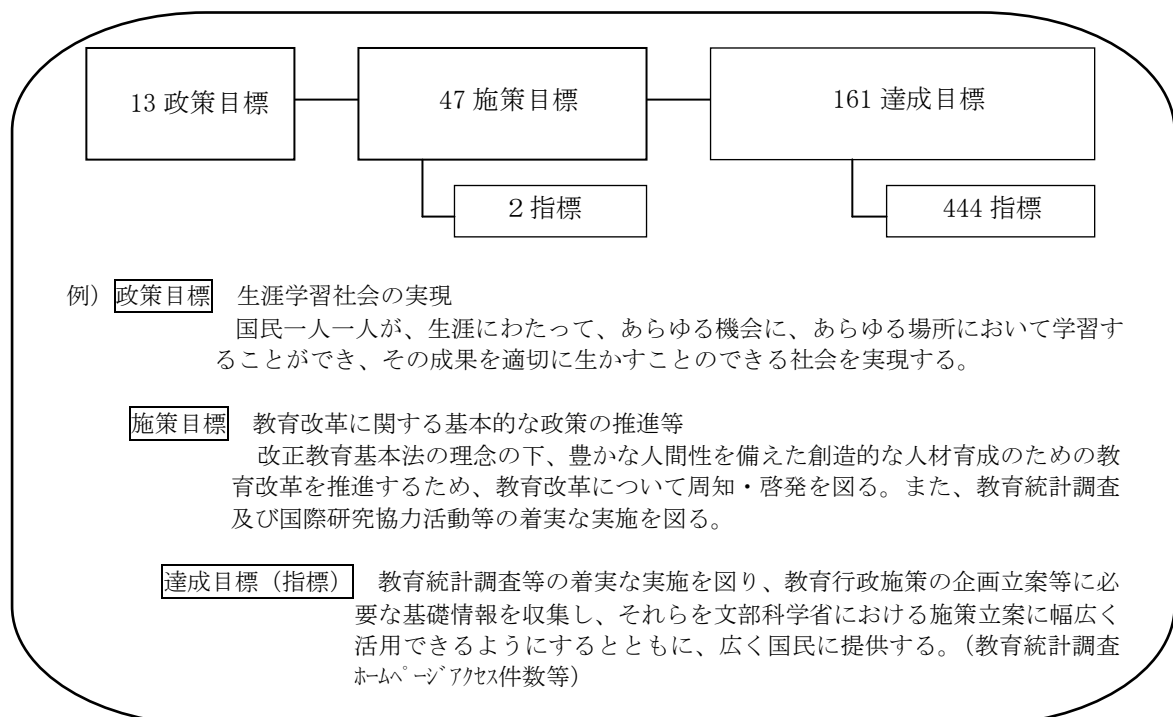 13 政策目標
47 施策目標
161 達成目標
2 指標
444 指標
例) 政策目標 生涯学習社会の実現
国民一人一人が、生涯にわたって、あらゆる機会に、あらゆる場所において学習す
ることができ、その成果を適切に生かすことのできる社会を実現する。
施策目標 教育改革に関する基本的な政策の推進等
改正教育基本法の理念の下、豊かな人間性を備えた創造的な人材育成のための教
育改革を推進するため、教育改革について周知・啓発を図る。また、教育統計調査
及び国際研究協力活動等の着実な実施を図る。
達成目標(指標) 教育統計調査等の着実な実施を図り、教育行政施策の企画立案等に必
要な基礎情報を収集し、それらを文部科学省における施策立案に幅広く
活用できるようにするとともに、広く国民に提供する。(教育統計調査
ホームページアクセス件数等)